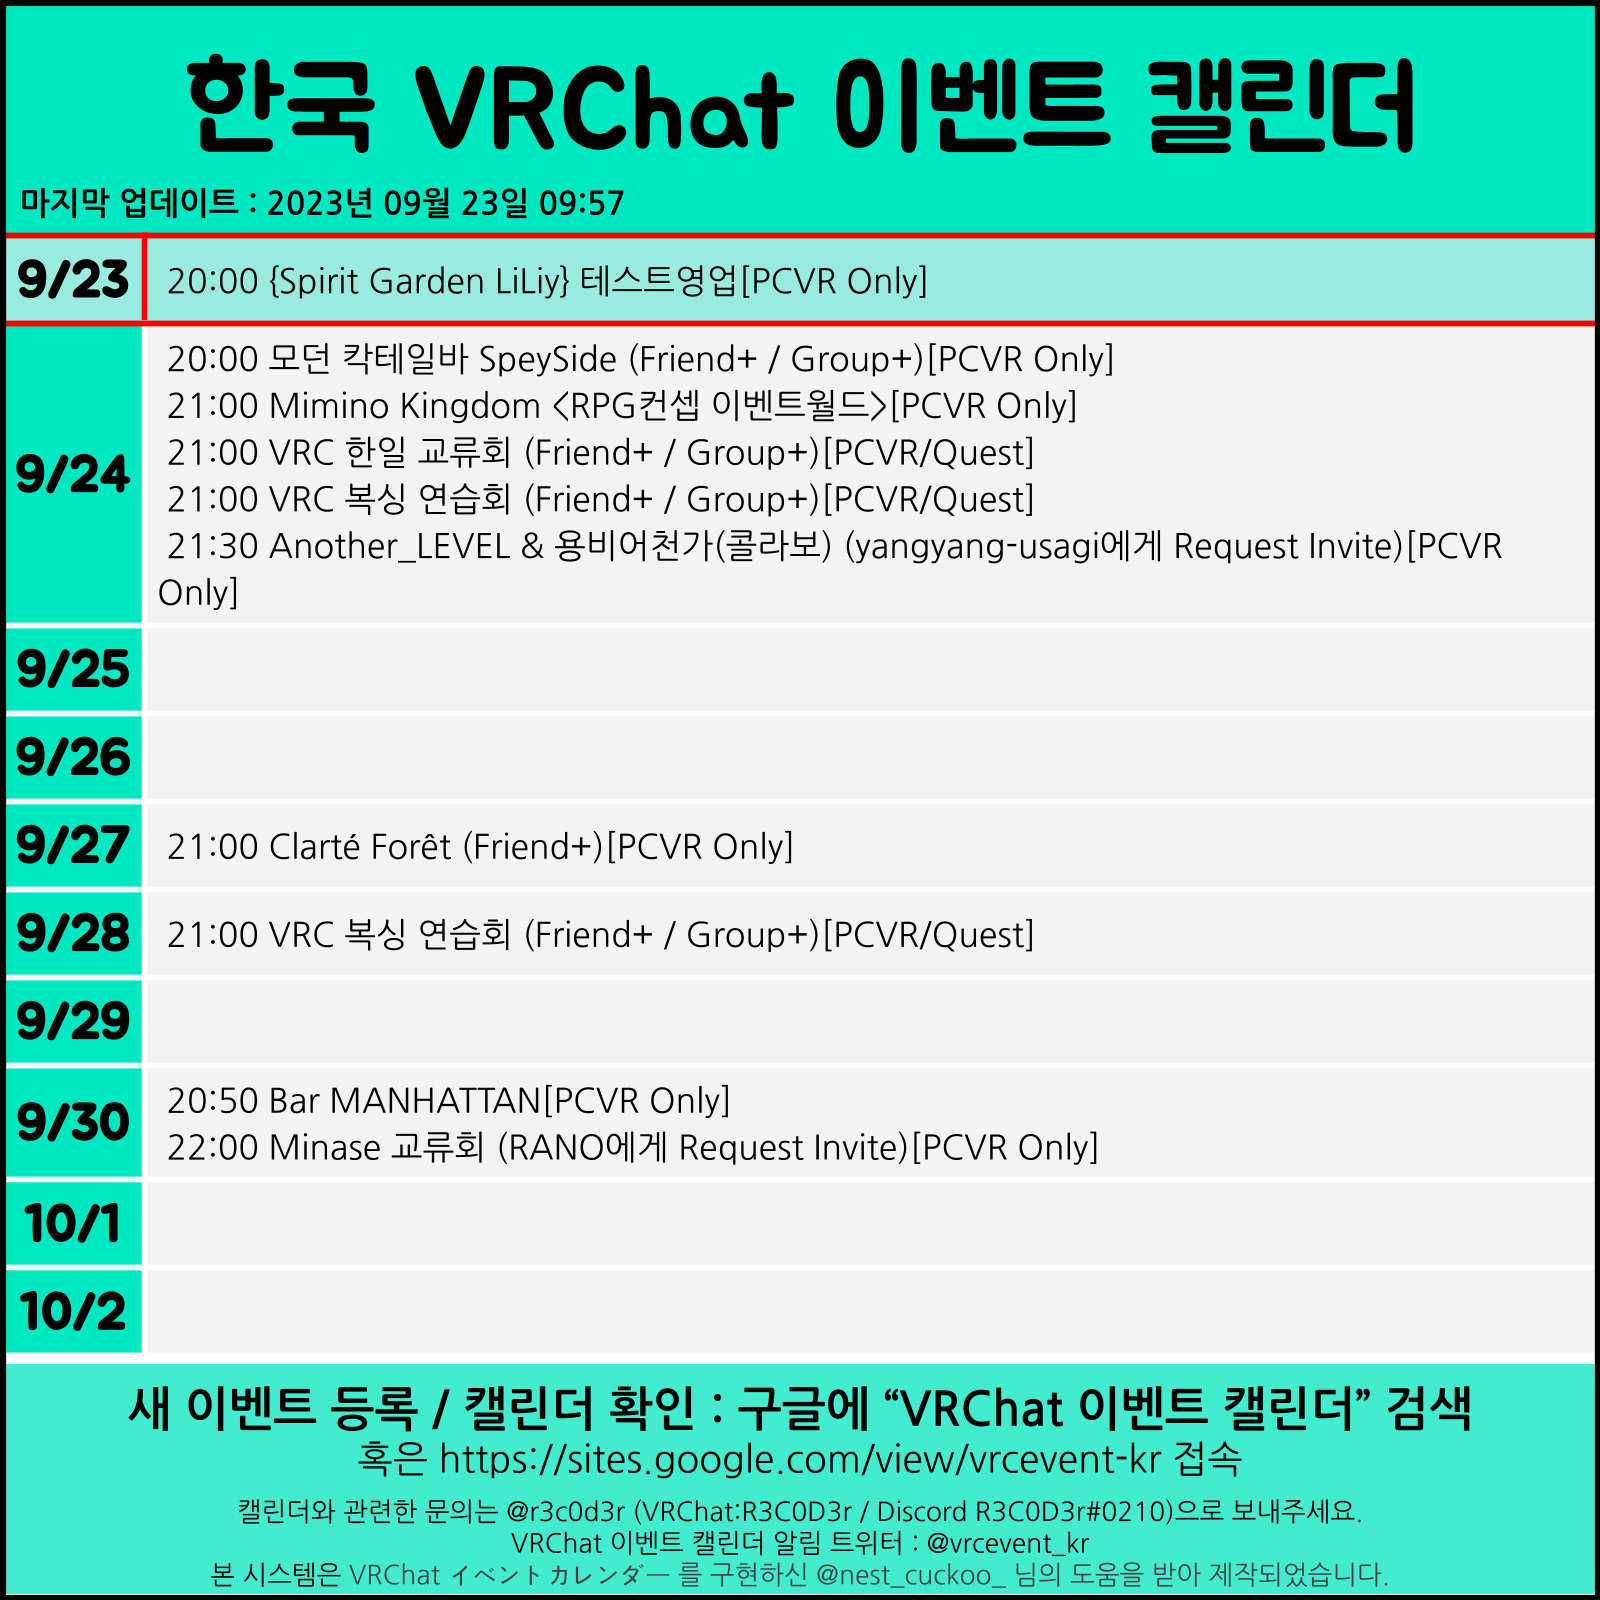 한국 VRChat 이벤트 캘린더
마지막 업데이트 : 2023년 09월 23일 09:57
9/23
20:00 {Spirit Garden LiLiy} 테스트영업[PCVR Only]
9/24
20:00 모던 칵테일바 SpeySide (Friend+ / Group+)[PCVR Only]
21:00 Mimino Kingdom <RPG컨셉 이벤트월드>[PCVR Only]
21:00 VRC 한일 교류회 (Friend+ / Group+)[PCVR/Quest]
21:00 VRC 복싱 연습회 (Friend+ / Group+)[PCVR/Quest]
21:30 Another_LEVEL & 용비어천가(콜라보) (yangyang-usagi에게 Request Invite)[PCVR
Only]
9/25
9/26
9/27
21:00 Clarté Forêt (Friend+)[PCVR Only]
9/28
21:00 VRC 복싱 연습회 (Friend+ / Group+)[PCVR/Quest]
9/29
9/30
20:50 Bar MANHATTAN[PCVR Only]
22:00 Minase 교류회 (RANO에게 Request Invite)[PCVR Only]
10/1
10/2
새 이벤트 등록 / 캘린더 확인 : 구글에 “VRChat 이벤트 캘린더” 검색
혹은 https://sites.google.com/view/vrcevent-kr 접속
캘린더와 관련한 문의는 @r3c0d3r (VRChat:R3C0D3r / Discord R3C0D3r#0210)으로 보내주세요.
VRChat 이벤트 캘린더 알림 트위터 : @vrcevent_kr
본 시스템은 VRChat イベントカレンダー 를 구현하신 @nest_cuckoo_ 님의 도움을 받아 제작되었습니다.